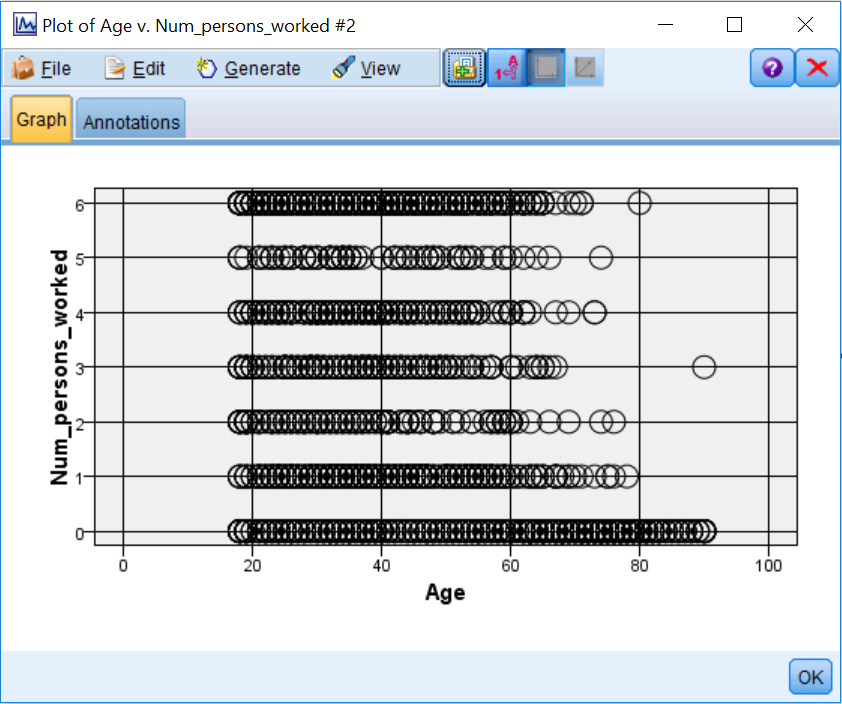 Plot of Age v. Num_persons_worked #2
File Edit Generate View
Graph Annotations
Num_persons_worked
6
5
4
3
2
1
0
0 20 40 60 80 100
Age
OK